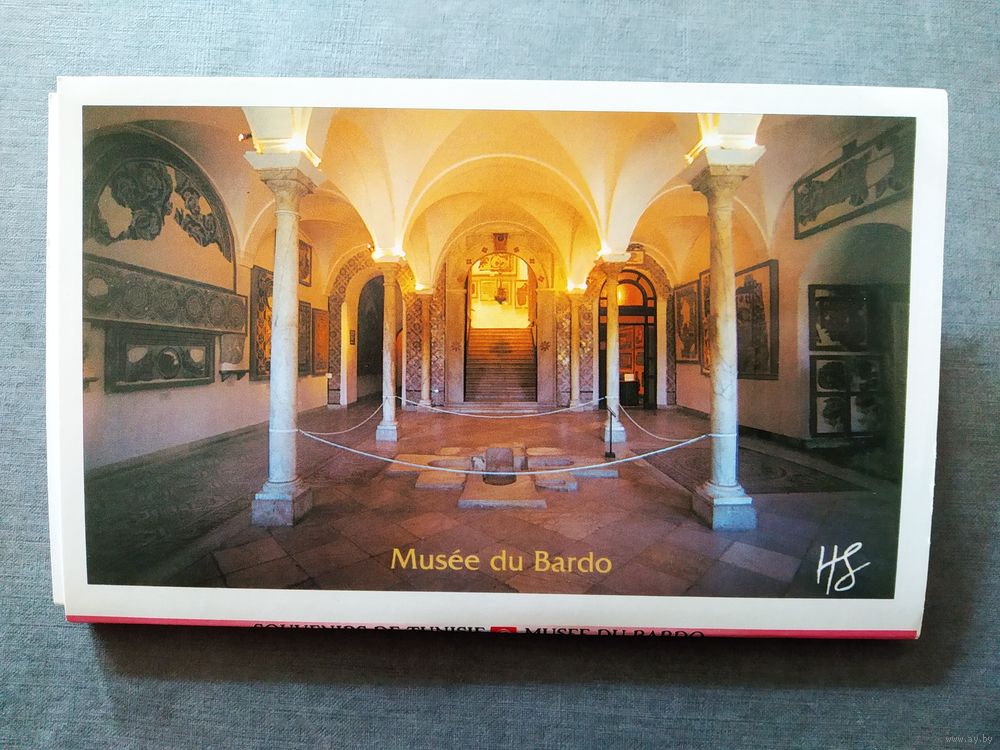 Musée du Bardo
HS
SOUVENIRS DE TUNISIE MUSEE DU BARDO
www.ay.by